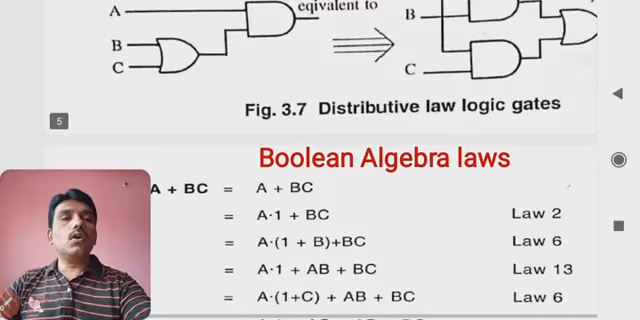 A
eqivalent to
B
B
C
C
Fig. 3.7 Distributive law logic gates
5
Boolean Algebra laws
A + BC = A + BC
= A·1 + BC Law 2
= A·(1 + B)+BC Law 6
= A·1 + AB + BC Law 13
= A·(1+C) + AB + BC Law 6